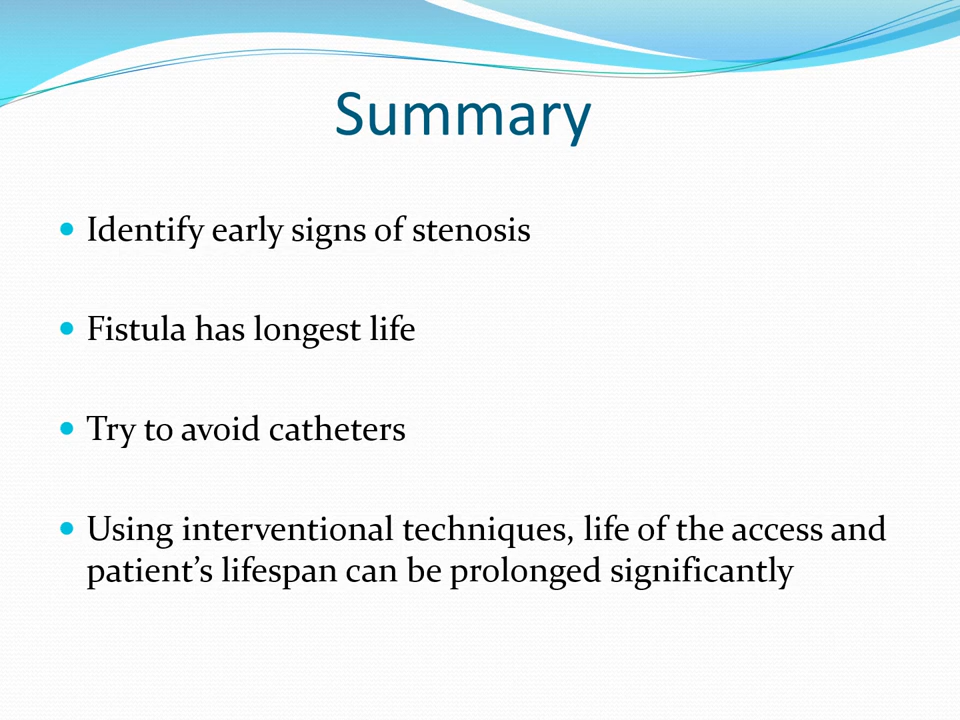 Summary
Identify early signs of stenosis
Fistula has longest life
Try to avoid catheters
Using interventional techniques, life of the access and
patient’s lifespan can be prolonged significantly